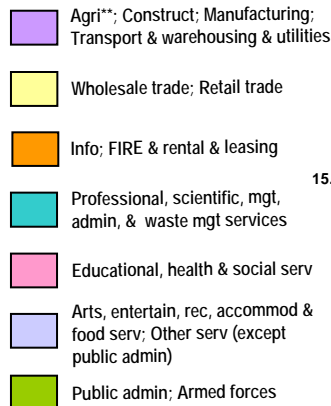 Agri**; Construct; Manufacturing;
Transport & warehousing & utilities
Wholesale trade; Retail trade
Info; FIRE & rental & leasing
15.
Professional, scientific, mgt,
admin, & waste mgt services
Educational, health & social serv
Arts, entertain, rec, accommod &
food serv; Other serv (except
public admin)
Public admin; Armed forces